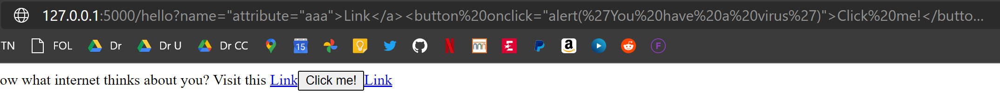 127.0.0.1:5000/hello?name="attribute="aaa">Link</a><button%20onclick="alert(%27You%20have%20a%20virus%27)">Click%20me!</butto...
TN FOL Dr Dr U Dr CC 15 a F
ow what internet thinks about you? Visit this Link Click me! Link